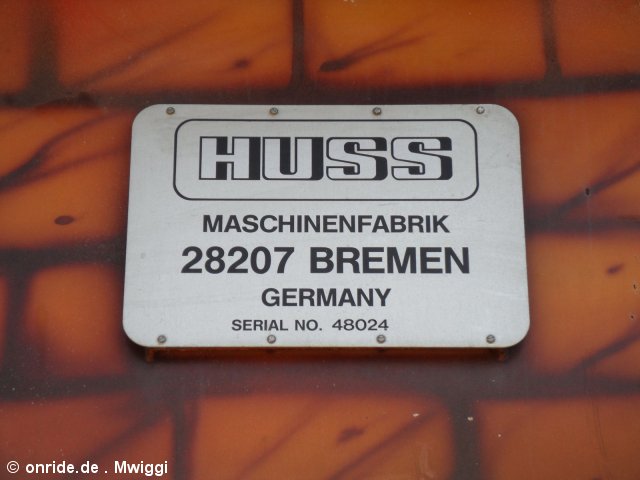 HUSS
MASCHINENFABRIK
28207 BREMEN
GERMANY
SERIAL NO. 48024
© onride.de . Mwiggi